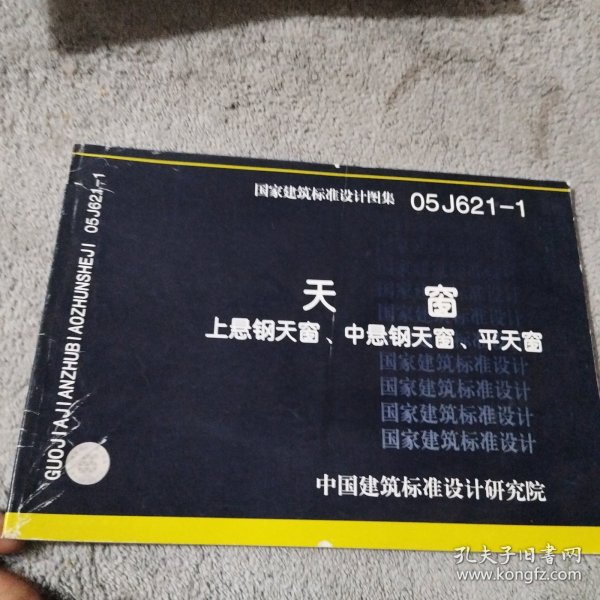 国家建筑标准设计图集 05J621-1
天 窗
上悬钢天窗、中悬钢天窗、平天窗
国家建筑标准设计
国家建筑标准设计
国家建筑标准设计
国家建筑标准设计
中国建筑标准设计研究院
GUOJIAJIANZHUBIAOZHUNSHEJI 05J621-1
孔夫子旧书网
www.kongfz.com